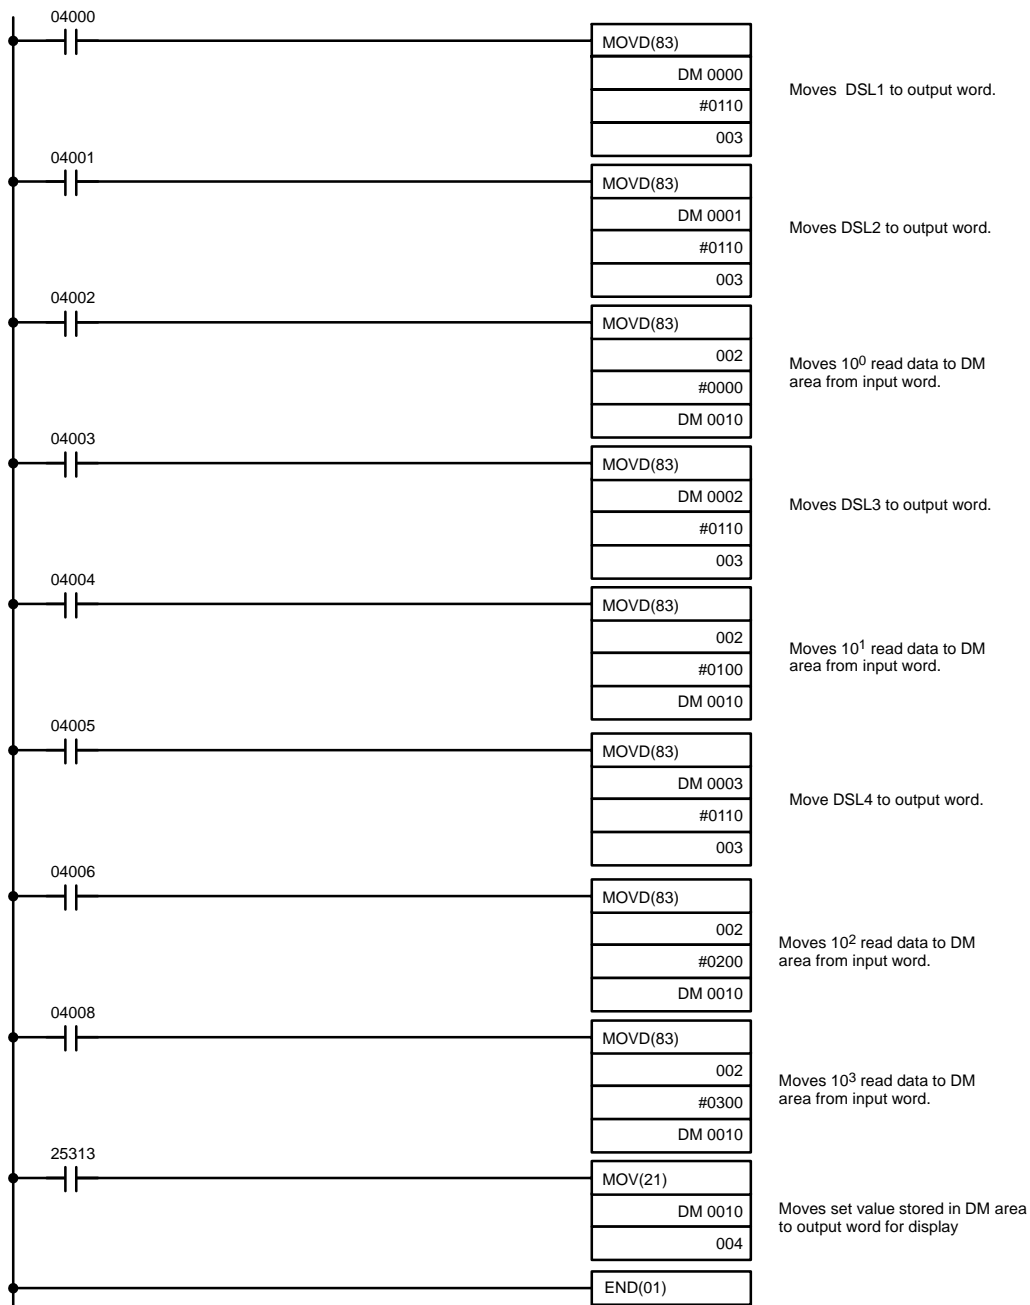 04000
MOVD(83)
DM 0000
#0110
003
Moves DSL1 to output word.
04001
MOVD(83)
DM 0001
#0110
003
Moves DSL2 to output word.
04002
MOVD(83)
002
#0000
DM 0010
Moves 10⁰ read data to DM
area from input word.
04003
MOVD(83)
DM 0002
#0110
003
Moves DSL3 to output word.
04004
MOVD(83)
002
#0100
DM 0010
Moves 10¹ read data to DM
area from input word.
04005
MOVD(83)
DM 0003
#0110
003
Move DSL4 to output word.
04006
MOVD(83)
002
#0200
DM 0010
Moves 10² read data to DM
area from input word.
04008
MOVD(83)
002
#0300
DM 0010
Moves 10³ read data to DM
area from input word.
25313
MOV(21)
DM 0010
004
Moves set value stored in DM area
to output word for display
END(01)